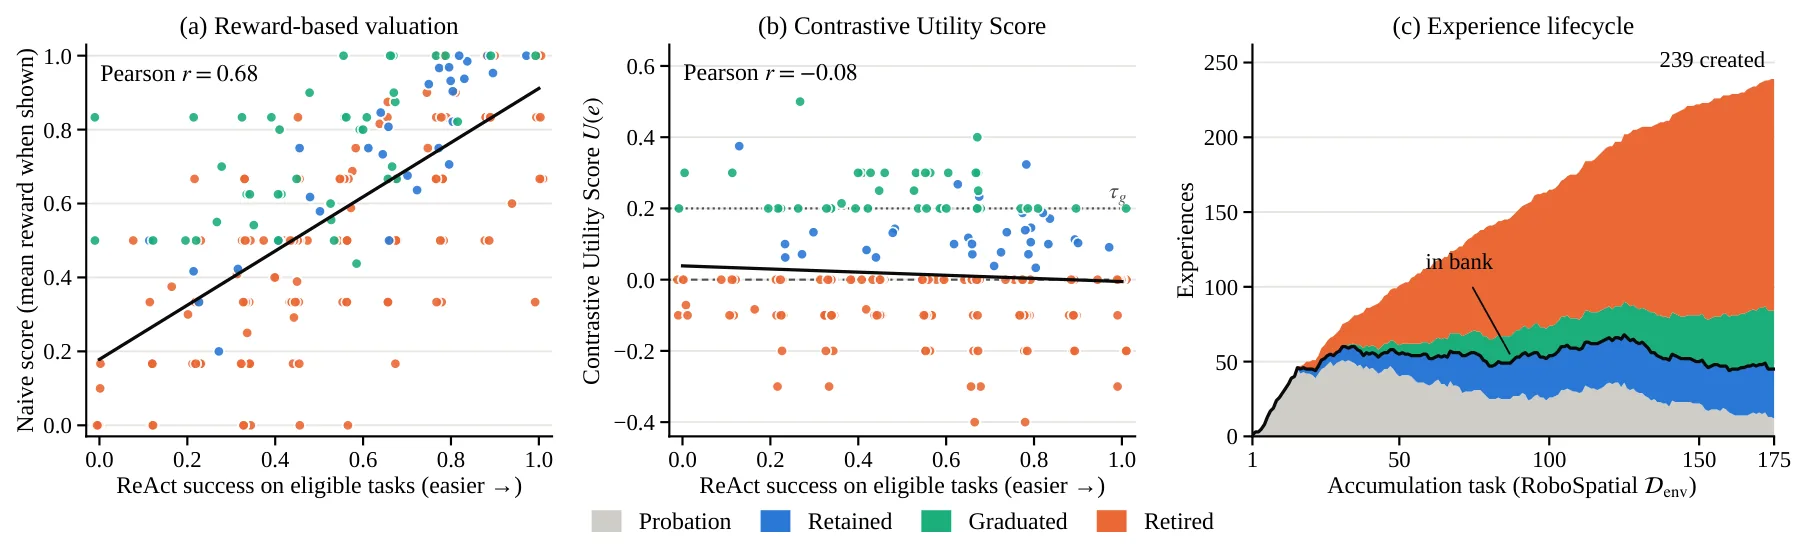 (a) Reward-based valuation
Naive score (mean reward when shown)
1.0
0.8
0.6
0.4
0.2
0.0
Pearson r = 0.68
0.0 0.2 0.4 0.6 0.8 1.0
ReAct success on eligible tasks (easier →)
(b) Contrastive Utility Score
Contrastive Utility Score U(e)
0.6
0.4
0.2
0.0
−0.2
−0.4
Pearson r = −0.08
τg
0.0 0.2 0.4 0.6 0.8 1.0
ReAct success on eligible tasks (easier →)
(c) Experience lifecycle
Experiences
250
200
150
100
50
0
239 created
in bank
1 50 100 150 175
Accumulation task (RoboSpatial 𝒟env)
Probation Retained Graduated Retired